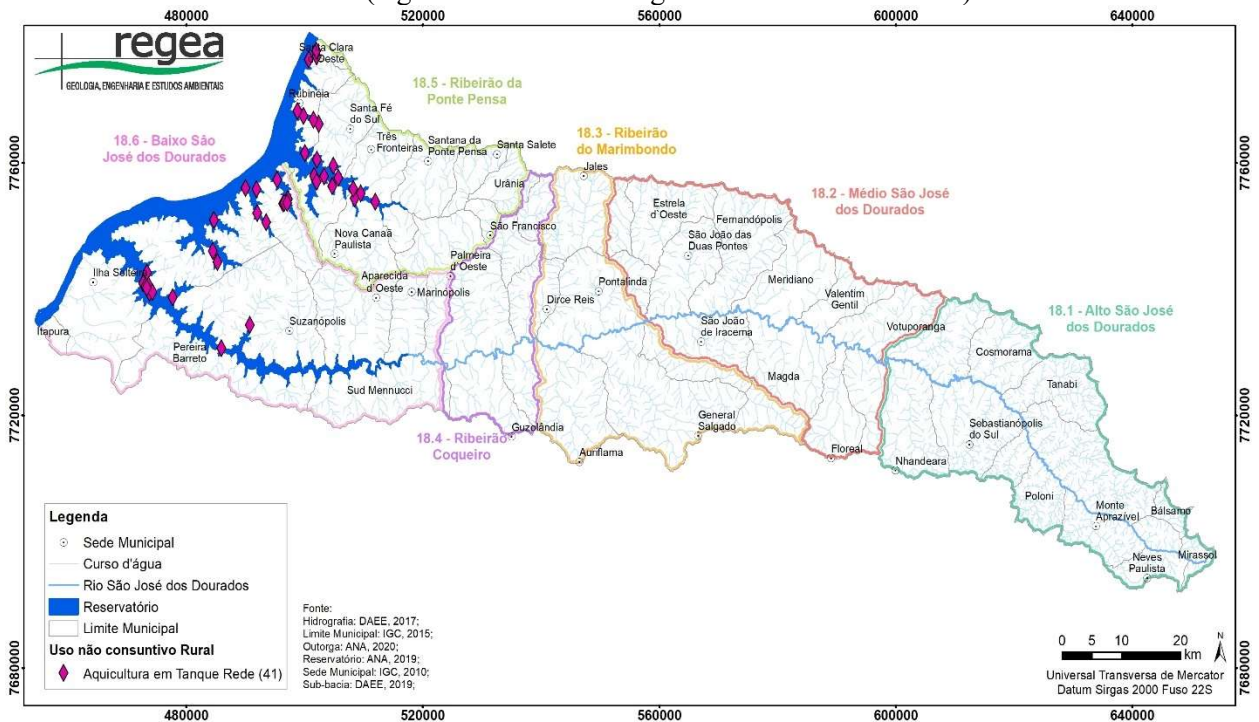 480000 520000 560000 600000 640000
regea
GEOLOGIA, ENGENHARIA E ESTUDOS AMBIENTAIS
Santa Clara
d'Oeste
Rubinéia
Santa Fé
do Sul
Três
Fronteiras
Santana da
Ponte Pensa
Santa Salete
Urânia
18.5 - Ribeirão da
Ponte Pensa
18.6 - Baixo São
José dos Dourados
18.3 - Ribeirão
do Marimbondo
Jales
18.2 - Médio São José
dos Dourados
7760000
7760000
Estrela
d'Oeste
Fernandópolis
São João das
Duas Pontes
Meridiano
Valentim
Gentil
Votuporanga
São Francisco
Nova Canaã
Paulista
Palmeira
d'Oeste
Aparecida
d'Oeste
Marinópolis
Dirce Reis
Pontalinda
Ilha Solteira
Itapura
Suzanápolis
Pereira
Barreto
Sud Mennucci
São João
de Iracema
Magda
18.1 - Alto São José
dos Dourados
Cosmorama
Tanabi
Sebastianópolis
do Sul
7720000
7720000
18.4 - Ribeirão
Coqueiro
Guzolândia
Auriflama
General
Salgado
Floreal
Nhandeara
Poloni
Monte
Aprazível
Bálsamo
Mirassol
Neves
Paulista
Legenda
Sede Municipal
Curso d'água
Rio São José dos Dourados
Reservatório
Limite Municipal
Uso não consuntivo Rural
Aquicultura em Tanque Rede (41)
Fonte:
Hidrografia: DAEE, 2017;
Limite Municipal: IGC, 2015;
Outorga: ANA, 2020;
Reservatório: ANA, 2019;
Sede Municipal: IGC, 2010;
Sub-bacia: DAEE, 2019;
0 5 10 20
km
N
Universal Transversa de Mercator
Datum Sirgas 2000 Fuso 22S
7680000
7680000
480000 520000 560000 600000 640000